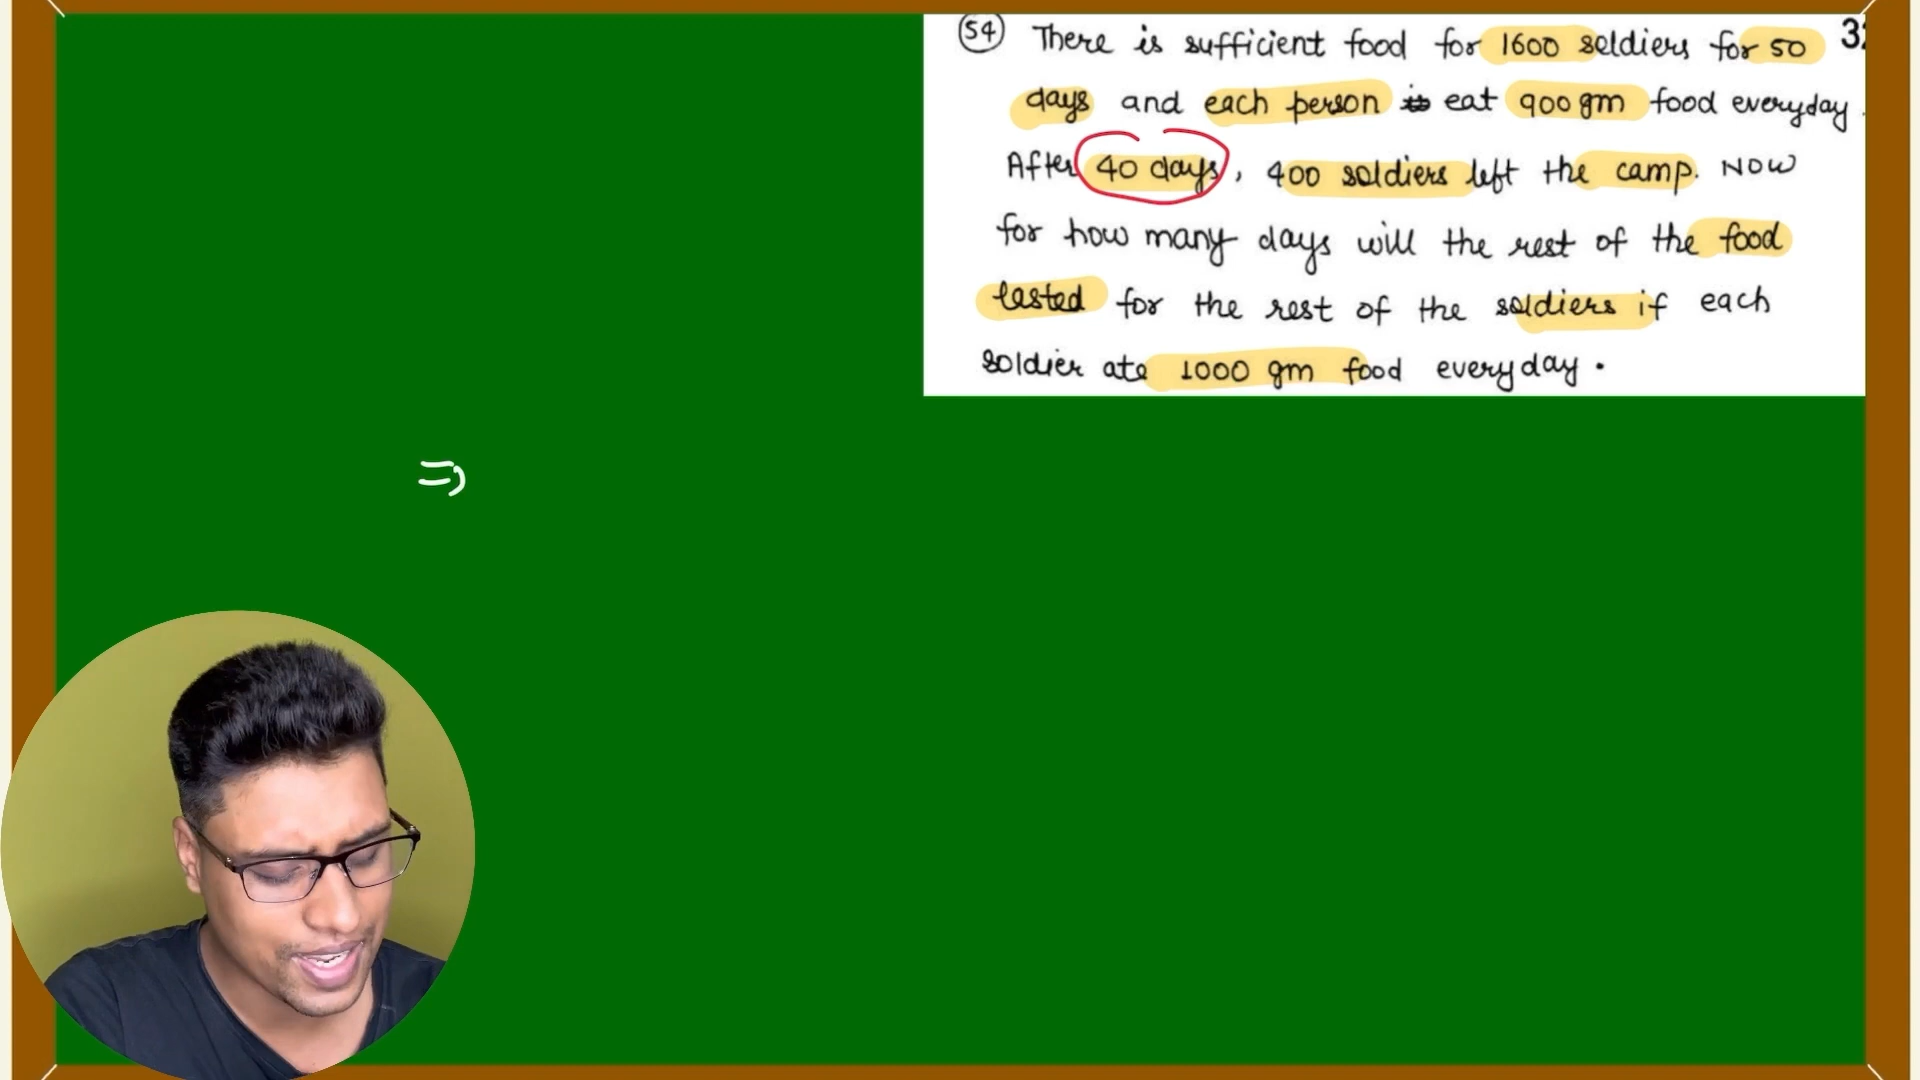 54 There is sufficient food for 1600 soldiers for 50
days and each person eat 900 gm food everyday.
After 40 days, 400 soldiers left the camp. Now
for how many days will the rest of the food
lasted for the rest of the soldiers if each
soldier ate 1000 gm food everyday.
=>